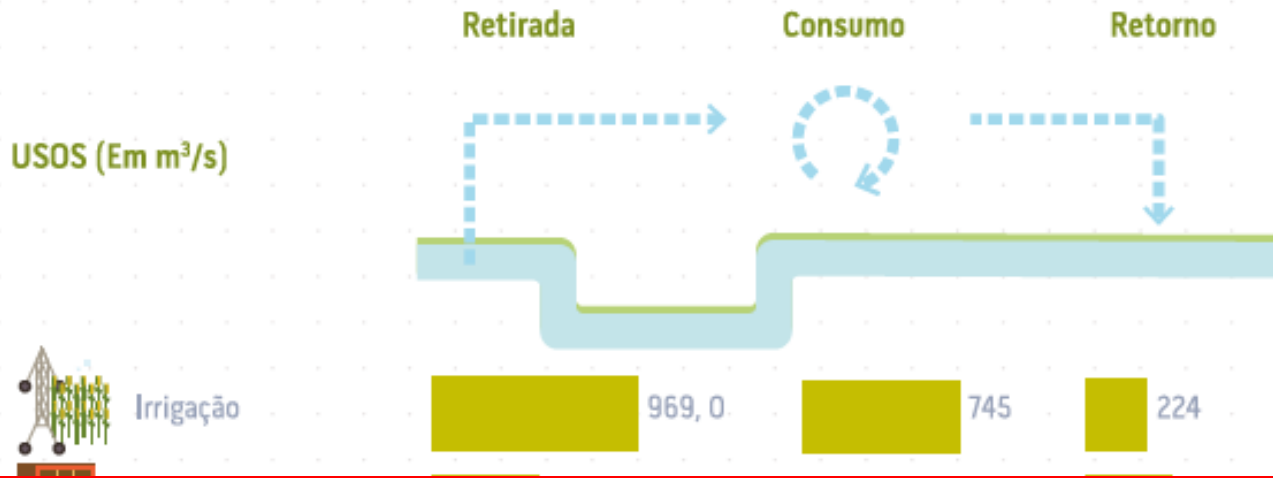 Retirada Consumo Retorno
USOS (Em m³/s)
Irrigação 969, 0 745 224